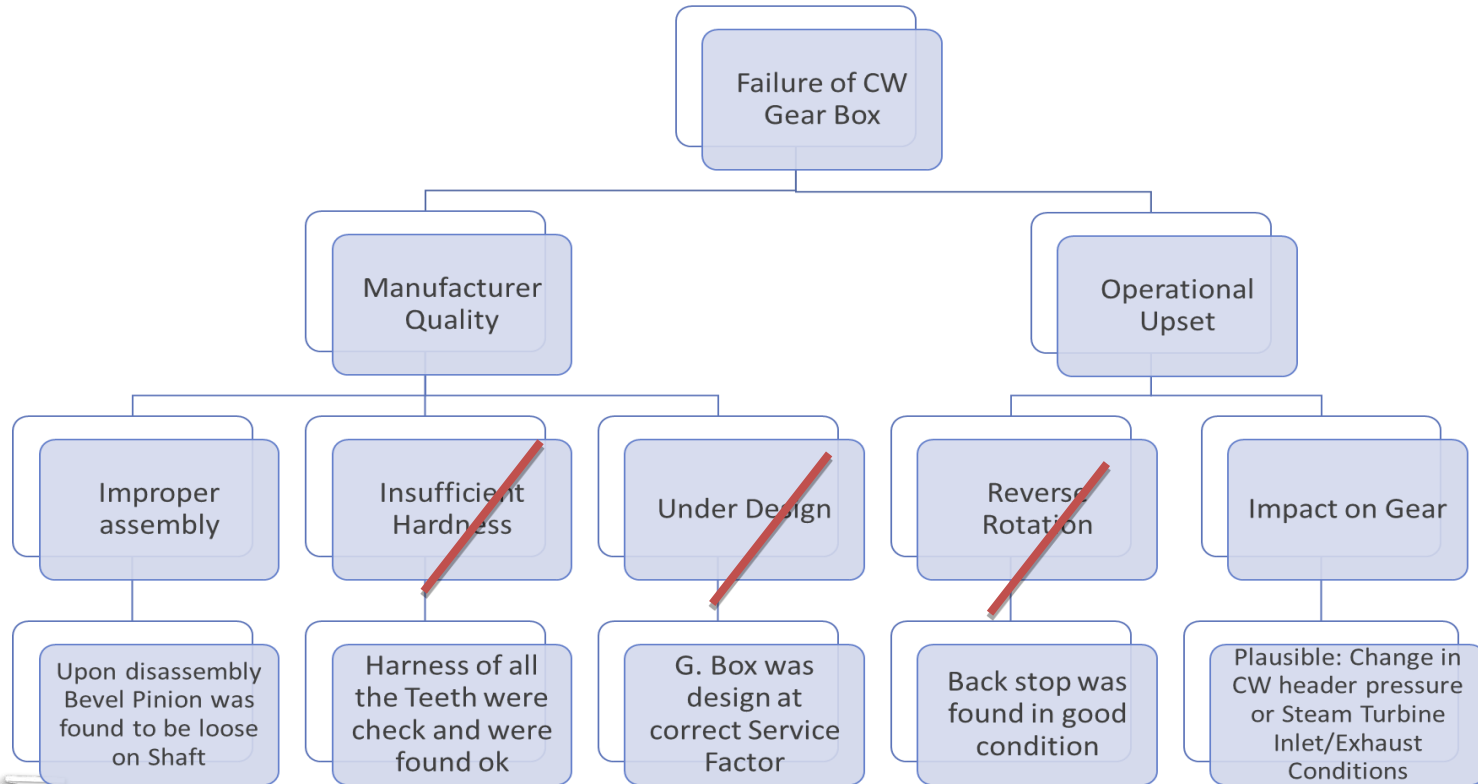 Failure of CW
Gear Box
Manufacturer
Quality
Operational
Upset
Improper
assembly
Insufficient
Hardness
Under Design
Reverse
Rotation
Impact on Gear
Upon disassembly
Bevel Pinion was
found to be loose
on Shaft
Harness of all
the Teeth were
check and were
found ok
G. Box was
design at
correct Service
Factor
Back stop was
found in good
condition
Plausible: Change in
CW header pressure
or Steam Turbine
Inlet/Exhaust
Conditions